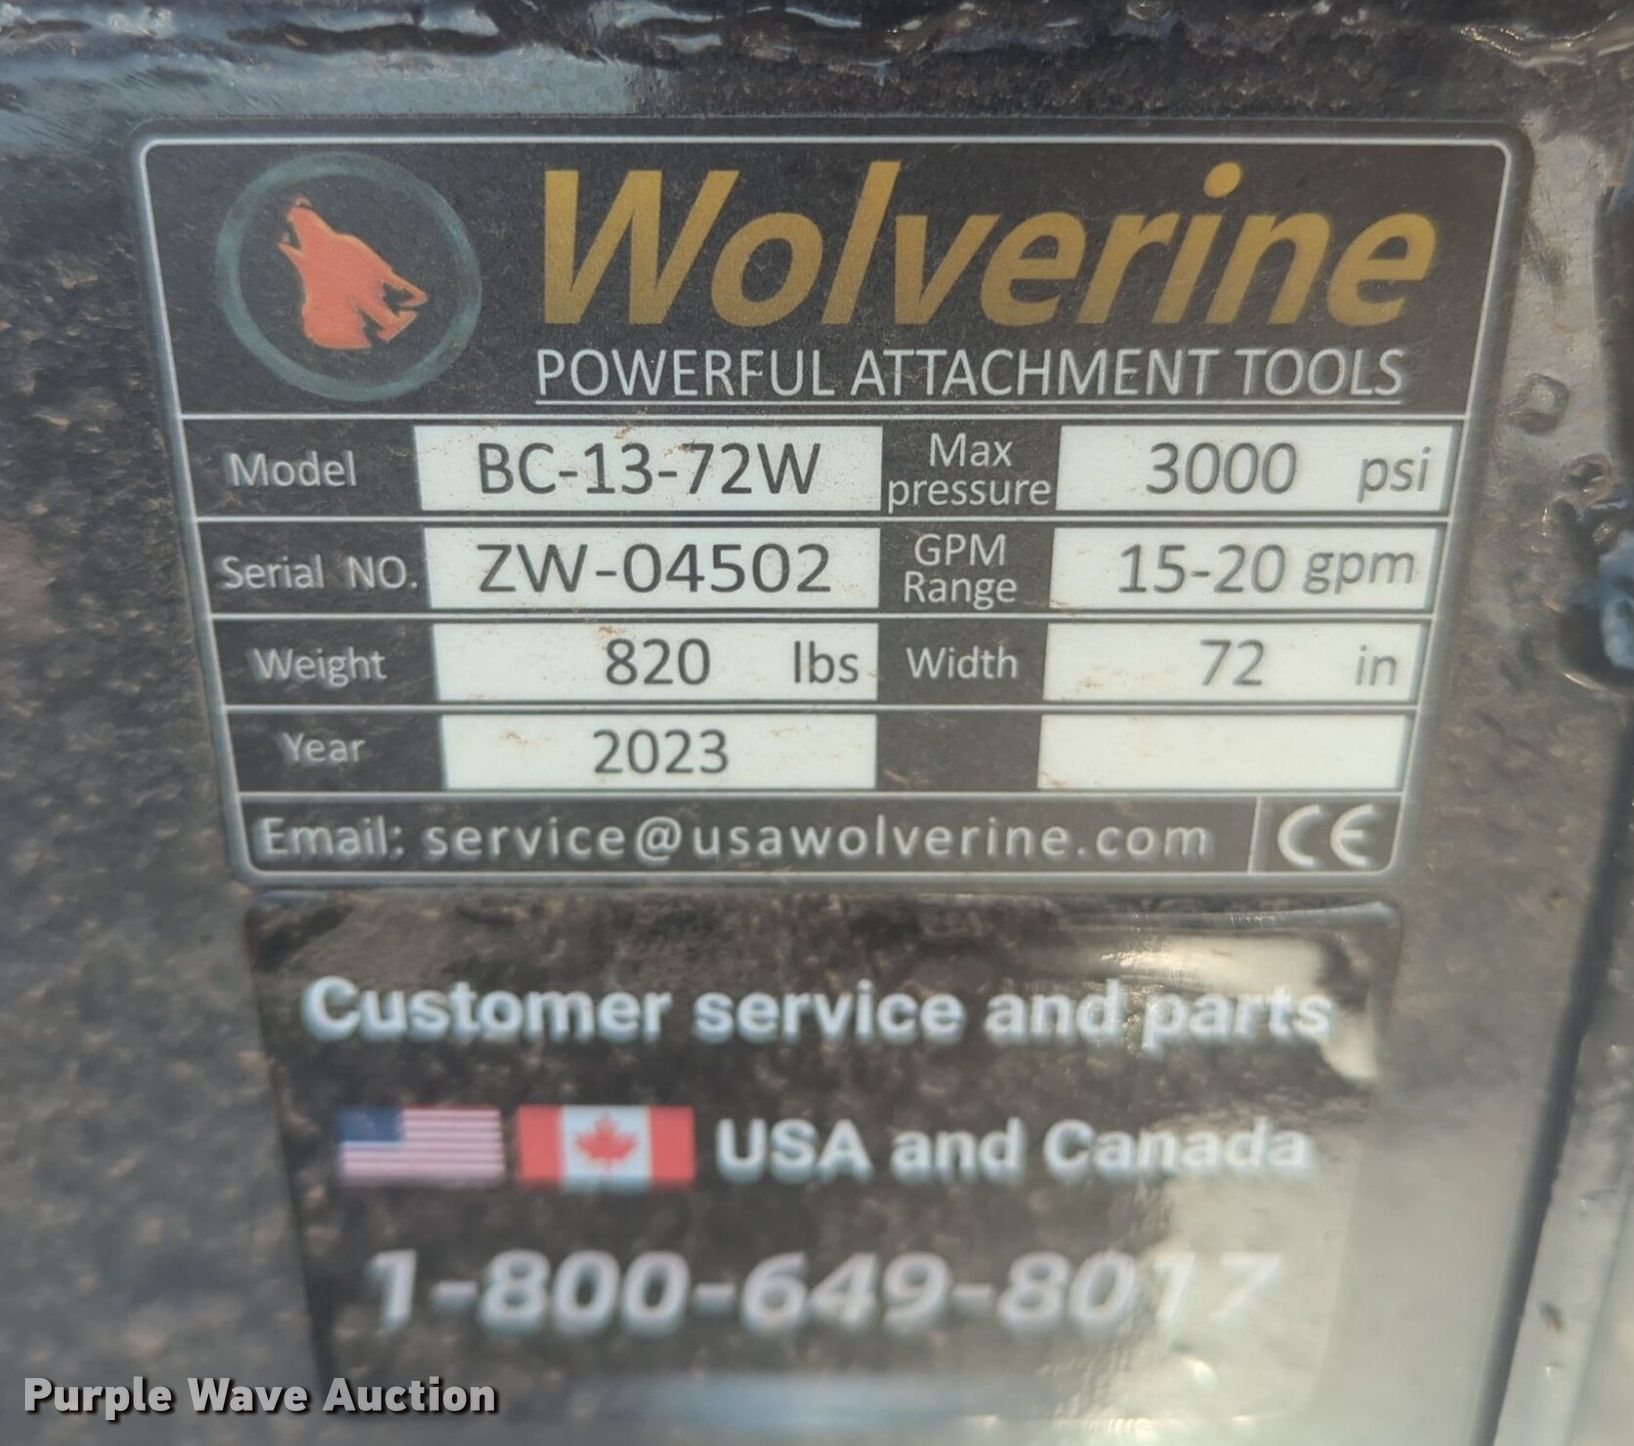 Wolverine
POWERFUL ATTACHMENT TOOLS
Model BC-13-72W Max pressure 3000 psi
Serial NO. ZW-04502 GPM Range 15-20 gpm
Weight 820 lbs Width 72 in
Year 2023
Email: service@usawolverine.com CE
Customer service and parts
USA and Canada
1-800-649-8017
Purple Wave Auction